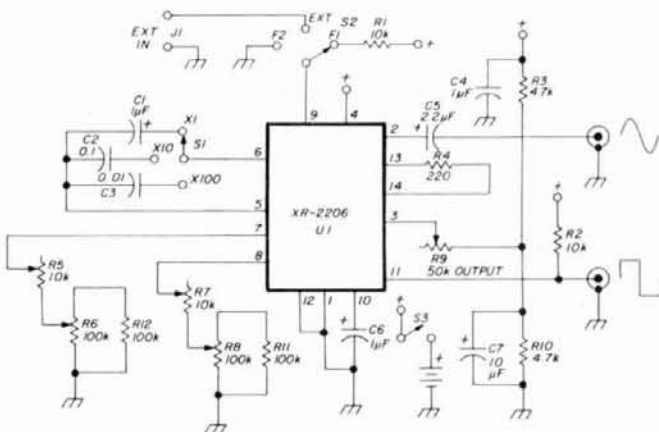 EXT IN
J1
EXT
S2
F2
F1
R1
10k
+
+
9
4
C1
1µF
+
X1
C2
0.1
X10
S1
0.01
C3
X100
6
5
7
8
XR-2206
U1
2
13
14
3
11
12
1
10
C4
1µF
+
R3
4.7k
C5
2.2µF
+
R4
220
R9
50k OUTPUT
R2
10k
+
R5
10k
R6
100k
R12
100k
R7
10k
R8
100k
R11
100k
+
C6
1µF
+
S3
+
+
C7
10
µF
R10
4.7k